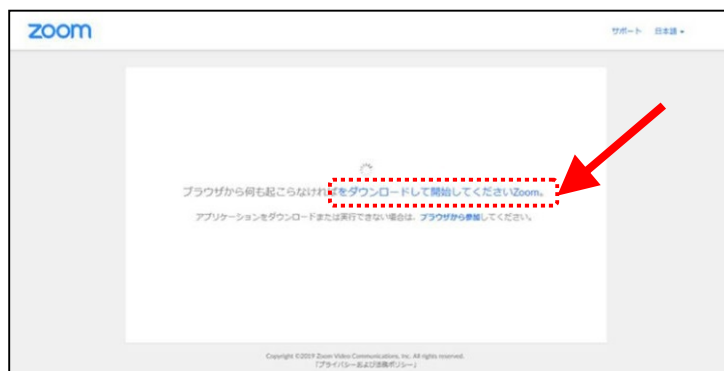 zoom
サポート 日本語
ブラウザから何も起こらなければをダウンロードして開始してくださいZoom。
アプリケーションをダウンロードまたは実行できない場合は、ブラウザから参加してください。
Copyright ©2019 Zoom Video Communications, Inc. All rights reserved.
「プライバシーおよび法務ポリシー」